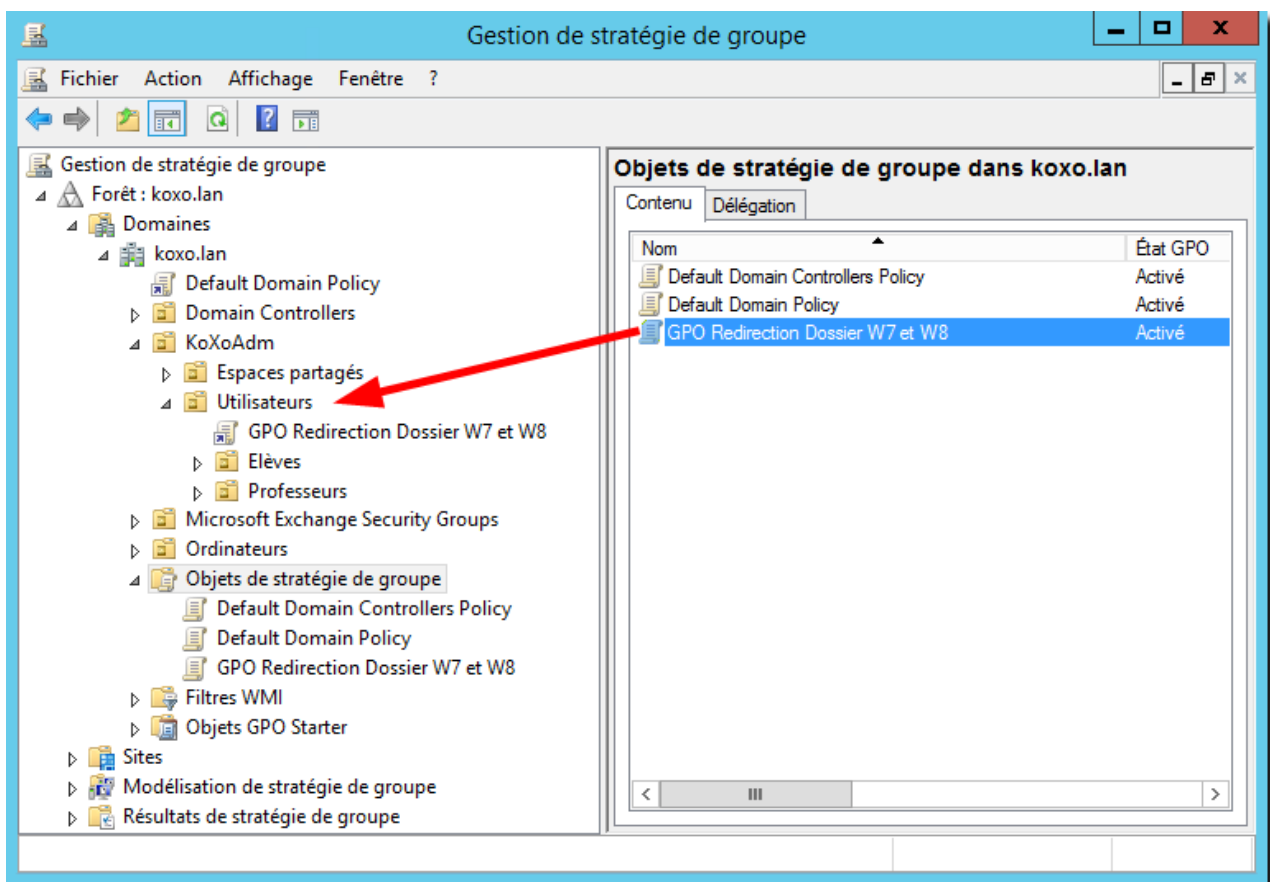 Gestion de stratégie de groupe
Fichier Action Affichage Fenêtre ?
Gestion de stratégie de groupe
Forêt : koxo.lan
Domaines
koxo.lan
Default Domain Policy
Domain Controllers
KoXoAdm
Espaces partagés
Utilisateurs
GPO Redirection Dossier W7 et W8
Elèves
Professeurs
Microsoft Exchange Security Groups
Ordinateurs
Objets de stratégie de groupe
Default Domain Controllers Policy
Default Domain Policy
GPO Redirection Dossier W7 et W8
Filtres WMI
Objets GPO Starter
Sites
Modélisation de stratégie de groupe
Résultats de stratégie de groupe
Objets de stratégie de groupe dans koxo.lan
Contenu Délégation
Nom État GPO
Default Domain Controllers Policy Activé
Default Domain Policy Activé
GPO Redirection Dossier W7 et W8 Activé